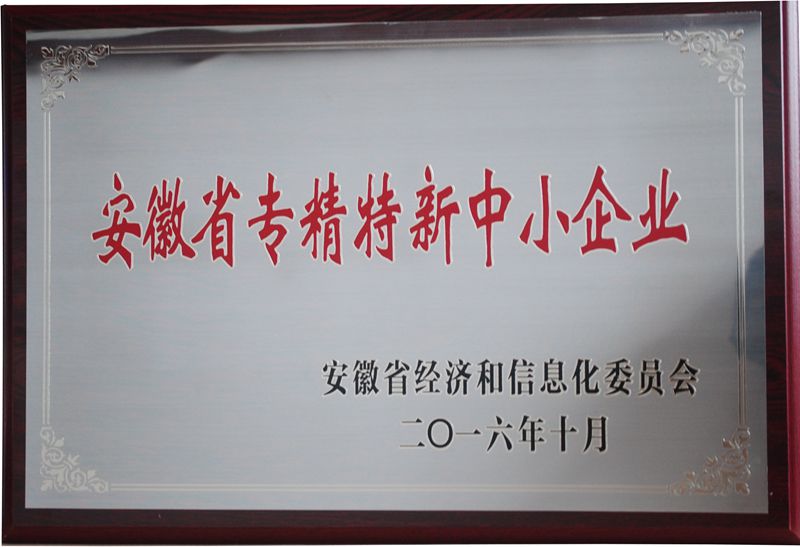 安徽省专精特新中小企业
安徽省经济和信息化委员会
二〇一六年十月